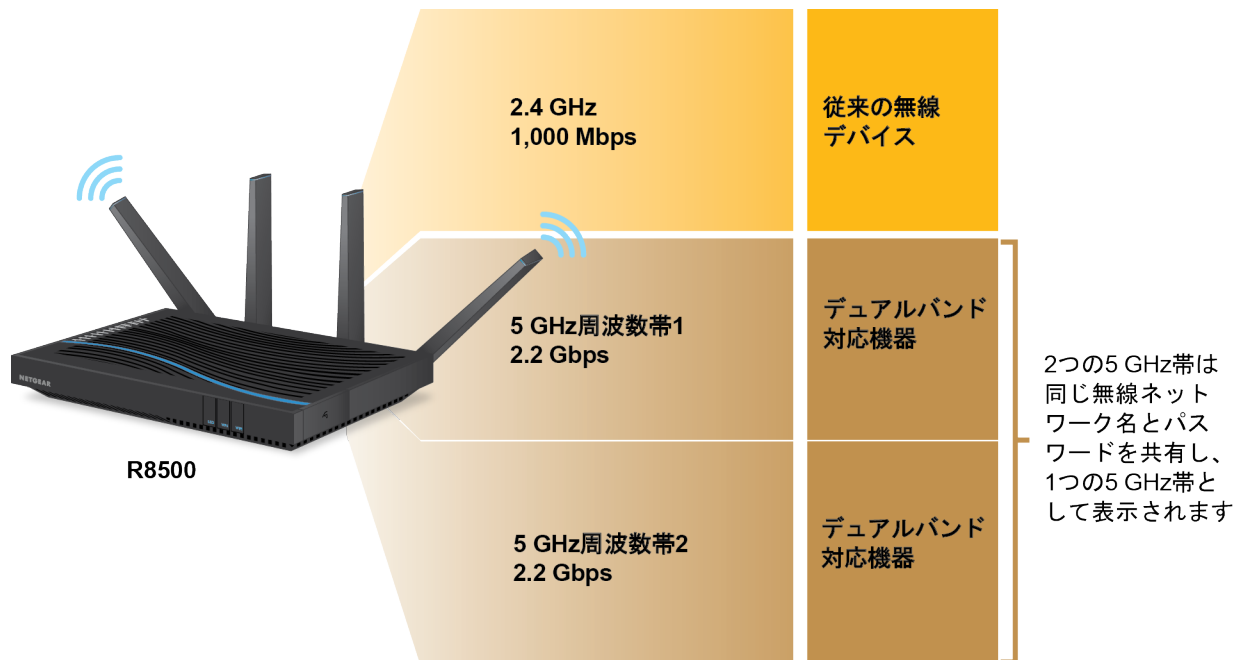 2.4 GHz
1,000 Mbps
従来の無線
デバイス
NETGEAR
R8500
5 GHz周波数帯1
2.2 Gbps
デュアルバンド
対応機器
5 GHz周波数帯2
2.2 Gbps
デュアルバンド
対応機器
2つの5 GHz帯は
同じ無線ネット
ワーク名とパス
ワードを共有し、
1つの5 GHz帯と
して表示されます